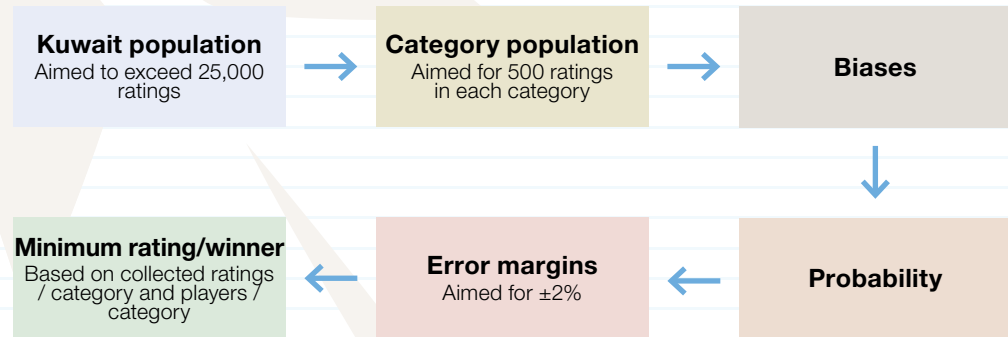 Kuwait population
Aimed to exceed 25,000
ratings
Category population
Aimed for 500 ratings
in each category
Biases
Probability
Error margins
Aimed for ±2%
Minimum rating/winner
Based on collected ratings
/ category and players /
category